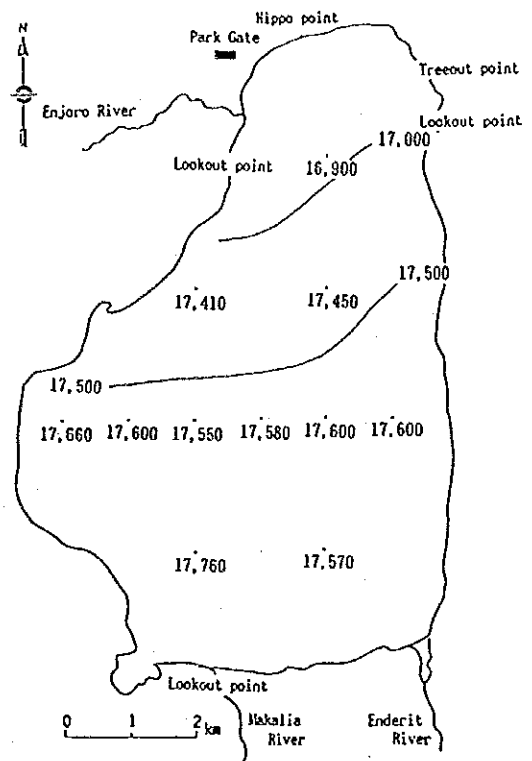 Hippo point
N
Park Gate
Treeout point
Enjoro River
Lookout point
17,000
Lookout point
16,900
17,500
17,410
17,450
17,500
17,660 17,600 17,550 17,580 17,600 17,600
17,760
17,570
Lookout point
0 1 2
km
Makalia
River
Enderit
River